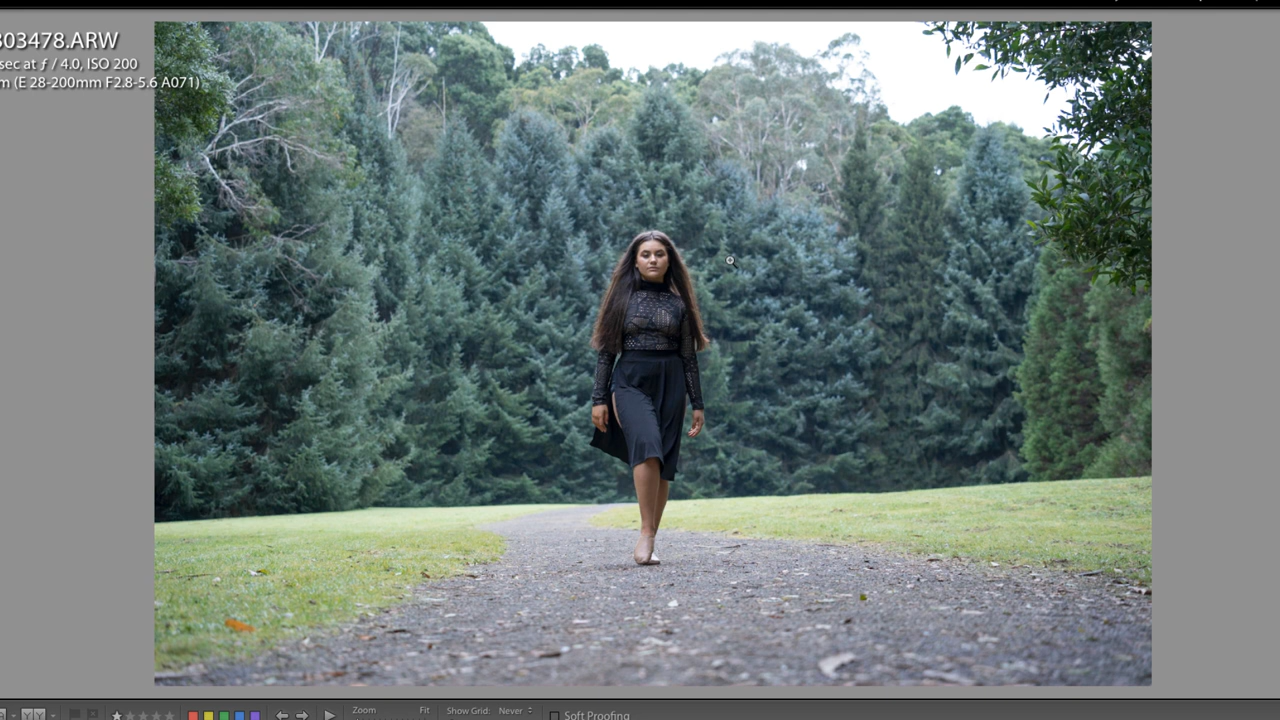 303478.ARW
sec at ƒ / 4.0, ISO 200
m (E 28-200mm F2.8-5.6 A071)
Zoom Fit Show Grid: Never Soft Proofing